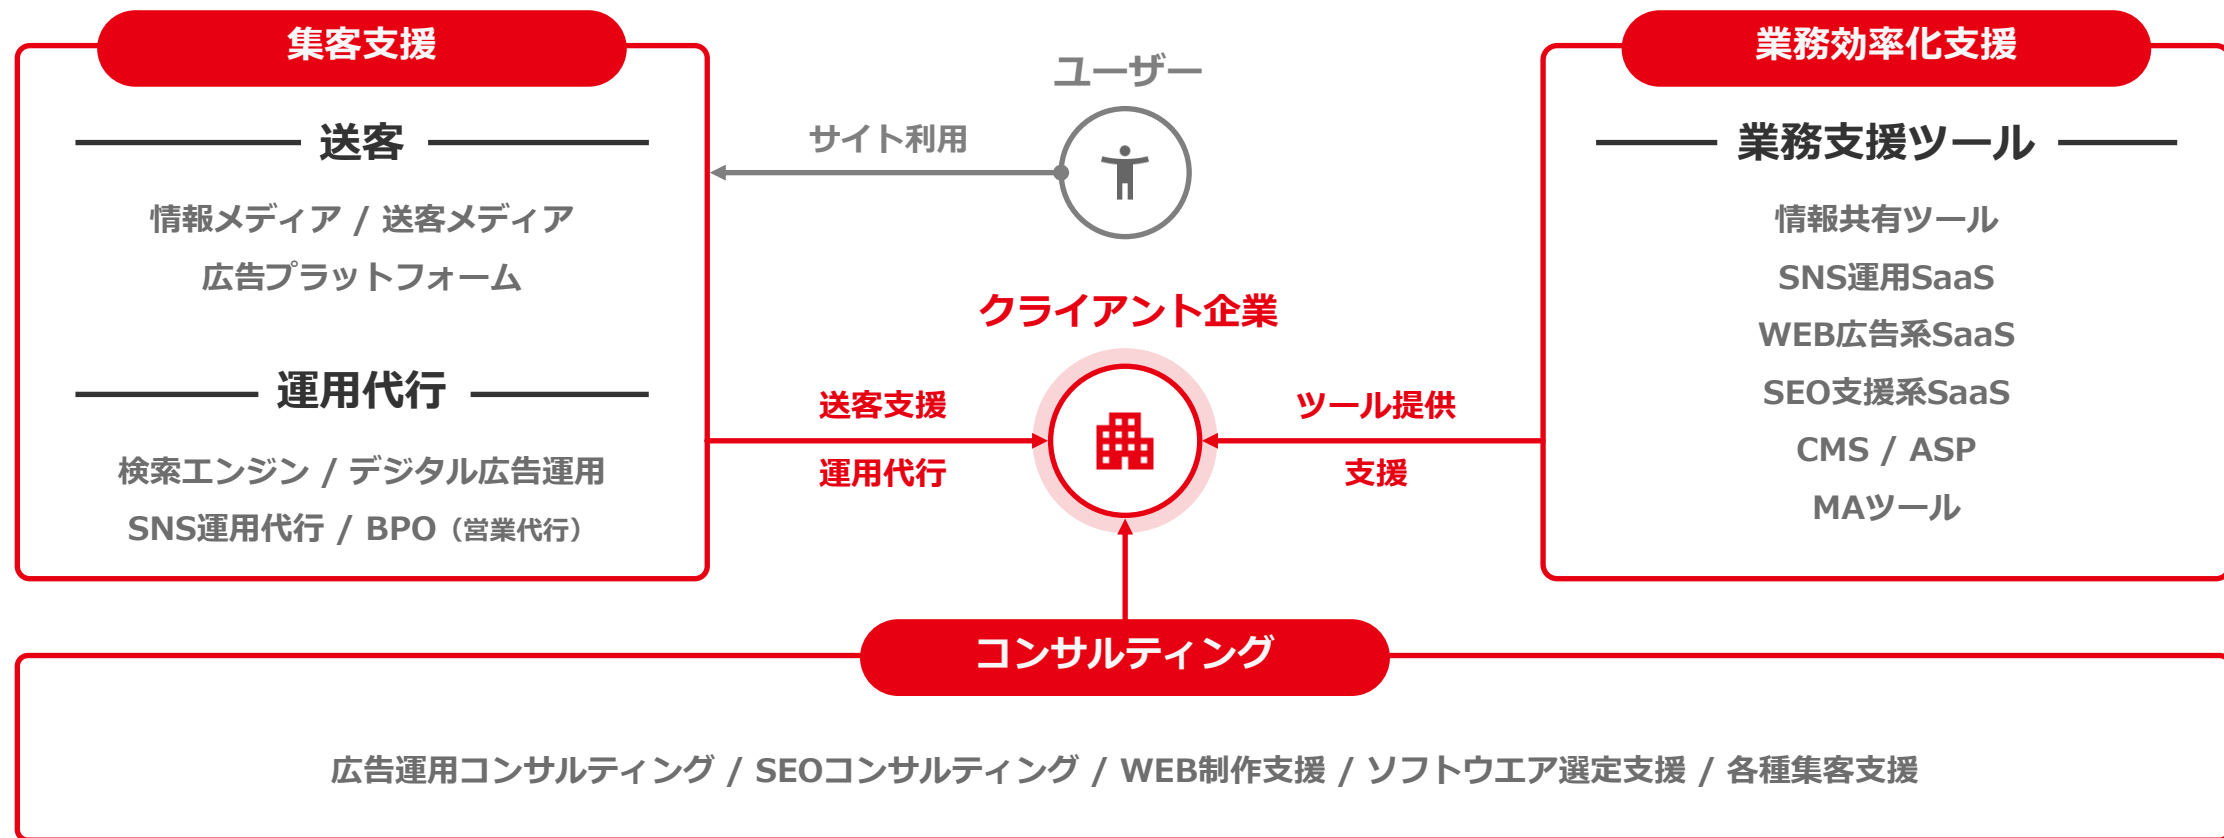 集客支援
送客
情報メディア / 送客メディア
広告プラットフォーム
運用代行
検索エンジン / デジタル広告運用
SNS運用代行 / BPO（営業代行）
ユーザー
サイト利用
クライアント企業
送客支援
運用代行
ツール提供
支援
業務効率化支援
業務支援ツール
情報共有ツール
SNS運用SaaS
WEB広告系SaaS
SEO支援系SaaS
CMS / ASP
MAツール
コンサルティング
広告運用コンサルティング / SEOコンサルティング / WEB制作支援 / ソフトウエア選定支援 / 各種集客支援